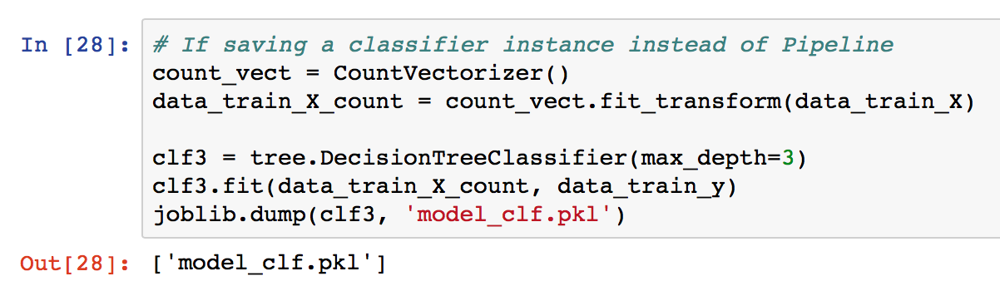 In [28]: # If saving a classifier instance instead of Pipeline
count_vect = CountVectorizer()
data_train_X_count = count_vect.fit_transform(data_train_X)

clf3 = tree.DecisionTreeClassifier(max_depth=3)
clf3.fit(data_train_X_count, data_train_y)
joblib.dump(clf3, 'model_clf.pkl')
Out[28]: ['model_clf.pkl']